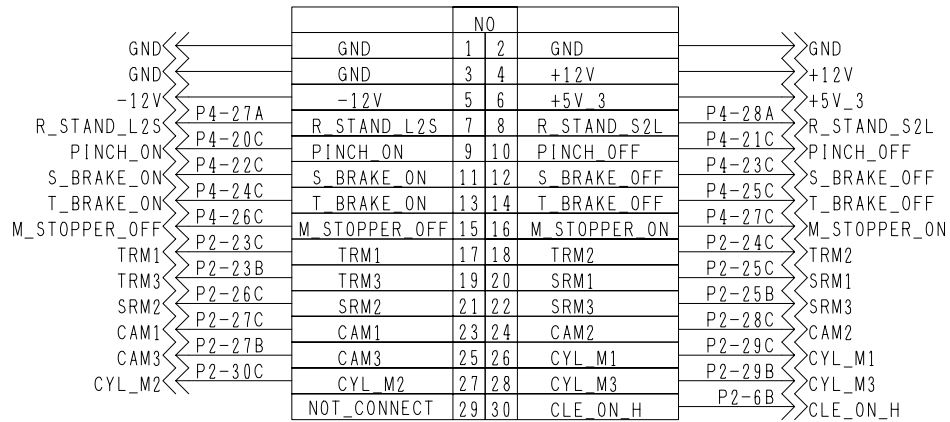 NO
GND GND 1 2 GND GND
GND GND 3 4 +12V +12V
-12V -12V 5 6 +5V_3 +5V_3
R_STAND_L2S P4-27A R_STAND_L2S 7 8 R_STAND_S2L P4-28A R_STAND_S2L
PINCH_ON P4-20C PINCH_ON 9 10 PINCH_OFF P4-21C PINCH_OFF
S_BRAKE_ON P4-22C S_BRAKE_ON 11 12 S_BRAKE_OFF P4-23C S_BRAKE_OFF
T_BRAKE_ON P4-24C T_BRAKE_ON 13 14 T_BRAKE_OFF P4-25C T_BRAKE_OFF
M_STOPPER_OFF P4-26C M_STOPPER_OFF 15 16 M_STOPPER_ON P4-27C M_STOPPER_ON
TRM1 P2-23C TRM1 17 18 TRM2 P2-24C TRM2
TRM3 P2-23B TRM3 19 20 SRM1 P2-25C SRM1
SRM2 P2-26C SRM2 21 22 SRM3 P2-25B SRM3
CAM1 P2-27C CAM1 23 24 CAM2 P2-28C CAM2
CAM3 P2-27B CAM3 25 26 CYL_M1 P2-29C CYL_M1
CYL_M2 P2-30C CYL_M2 27 28 CYL_M3 P2-29B CYL_M3
NOT_CONNECT 29 30 CLE_ON_H P2-6B CLE_ON_H